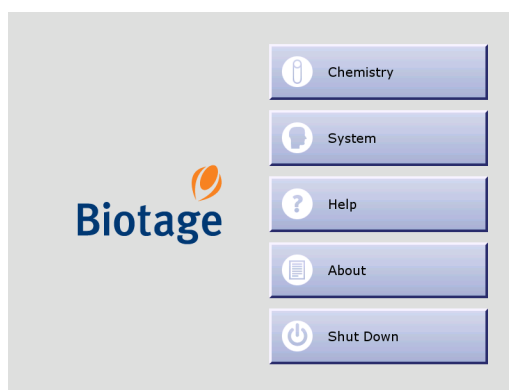 Chemistry
System
Biotage
Help
About
Shut Down